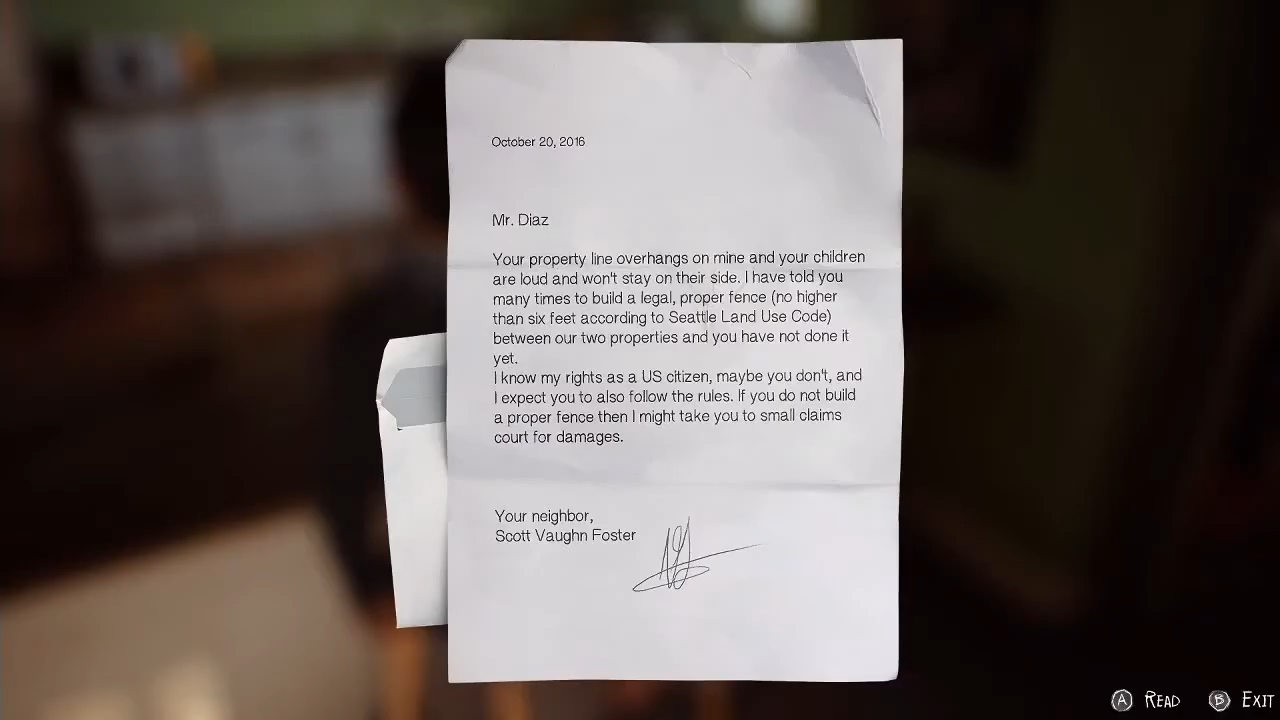 October 20, 2016
Mr. Diaz
Your property line overhangs on mine and your children
are loud and won't stay on their side. I have told you
many times to build a legal, proper fence (no higher
than six feet according to Seattle Land Use Code)
between our two properties and you have not done it
yet.
I know my rights as a US citizen, maybe you don't, and
I expect you to also follow the rules. If you do not build
a proper fence then I might take you to small claims
court for damages.
Your neighbor,
Scott Vaughn Foster
A READ B EXIT